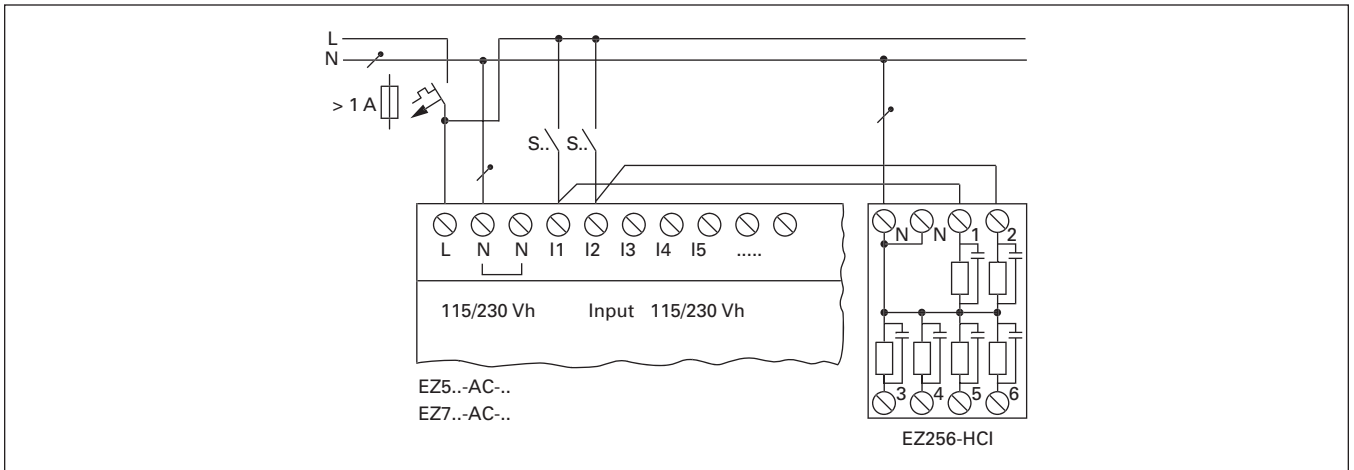 L
N
> 1 A
S.. S..
L N N I1 I2 I3 I4 I5 .....
N N 1 2
115/230 Vh Input 115/230 Vh
3 4 5 6
EZ5..-AC-..
EZ7..-AC-..
EZ256-HCI